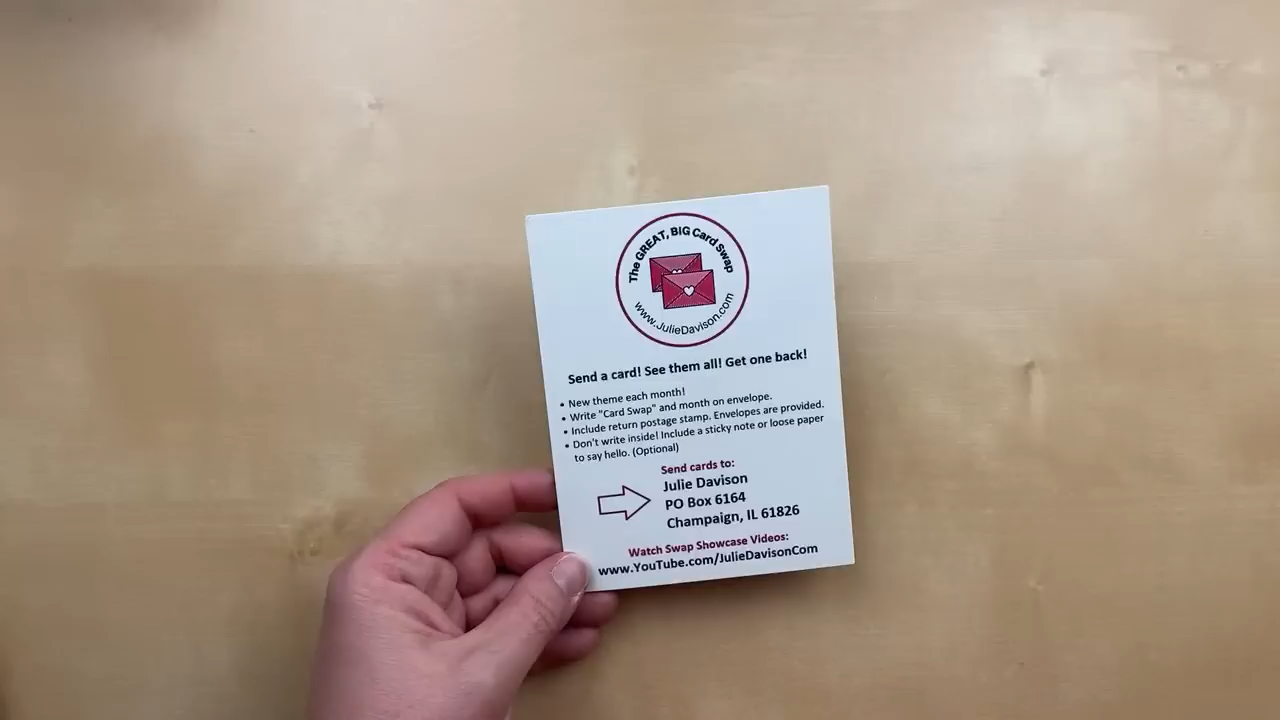 The GREAT, BIG Card Swap
www.JulieDavison.com
Send a card! See them all! Get one back!
• New theme each month!
• Write "Card Swap" and month on envelope.
• Include return postage stamp. Envelopes are provided.
• Don't write inside! Include a sticky note or loose paper
to say hello. (Optional)
Send cards to:
Julie Davison
PO Box 6164
Champaign, IL 61826
Watch Swap Showcase Videos:
www.YouTube.com/JulieDavisonCom